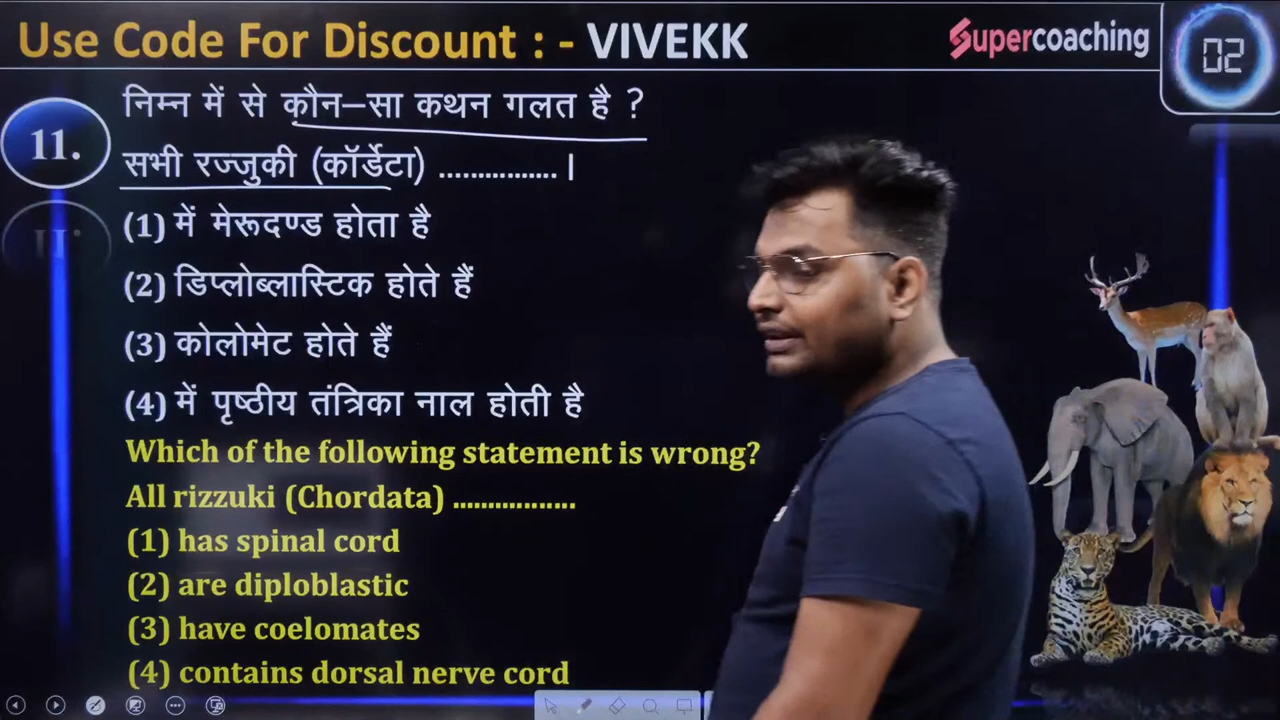 Use Code For Discount : - VIVEKK
Supercoaching
02
11.
निम्न में से कौन–सा कथन गलत है ?
सभी रज्जुकी (कॉर्डेटा) ................ ।
(1) में मेरूदण्ड होता है
(2) डिप्लोब्लास्टिक होते हैं
(3) कोलोमेट होते हैं
(4) में पृष्ठीय तंत्रिका नाल होती है
Which of the following statement is wrong?
All rizzuki (Chordata) .................
(1) has spinal cord
(2) are diploblastic
(3) have coelomates
(4) contains dorsal nerve cord